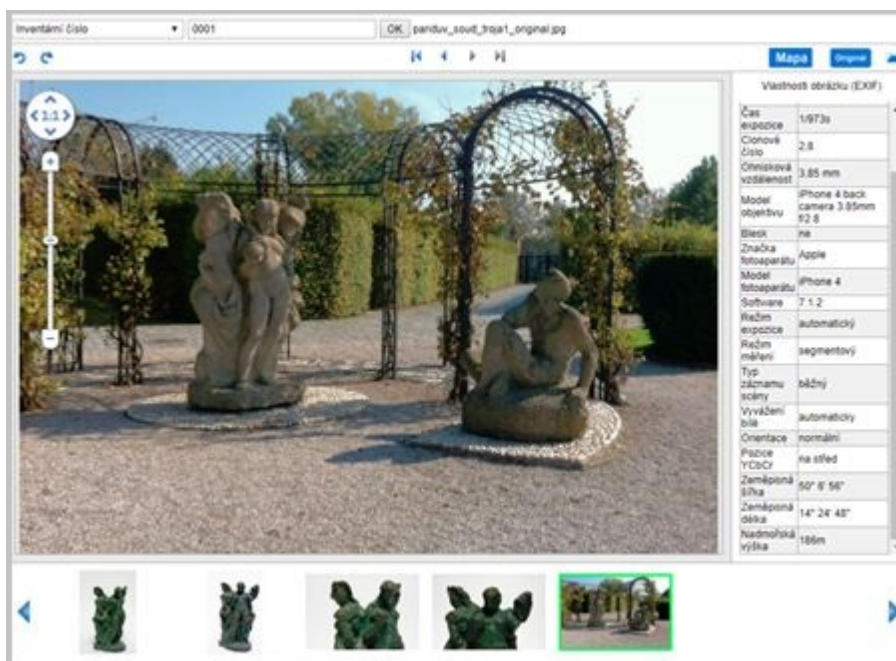 Inventární číslo 0001 OK pariduv_soud_troja1_original.jpg
Mapa Original
1:1
Vlastnosti obrázku (EXIF)
Čas expozice 1/973s
Clonové číslo 2.8
Ohnisková vzdálenost 3.85 mm
Model objektivu iPhone 4 back camera 3.85mm f/2.8
Blesk ne
Značka fotoaparátu Apple
Model fotoaparátu iPhone 4
Software 7.1.2
Režim expozice automatický
Režim měření segmentový
Typ záznamu scény běžný
Vyvážení bílé automaticky
Orientace normální
Pozice YCbCr na střed
Zeměpisná šířka 50° 6' 56"
Zeměpisná délka 14° 24' 48"
Nadmořská výška 186m